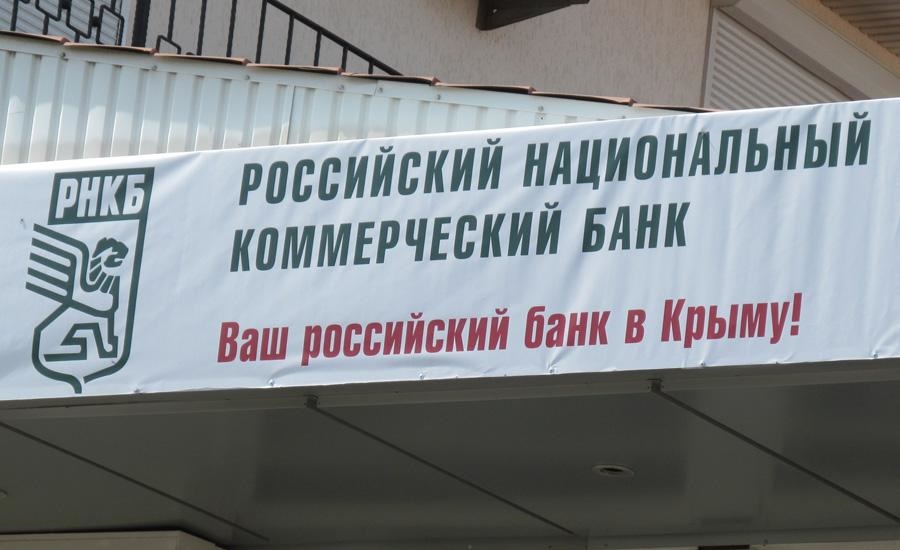 РНКБ
РОССИЙСКИЙ НАЦИОНАЛЬНЫЙ
КОММЕРЧЕСКИЙ БАНК
Ваш российский банк в Крыму!